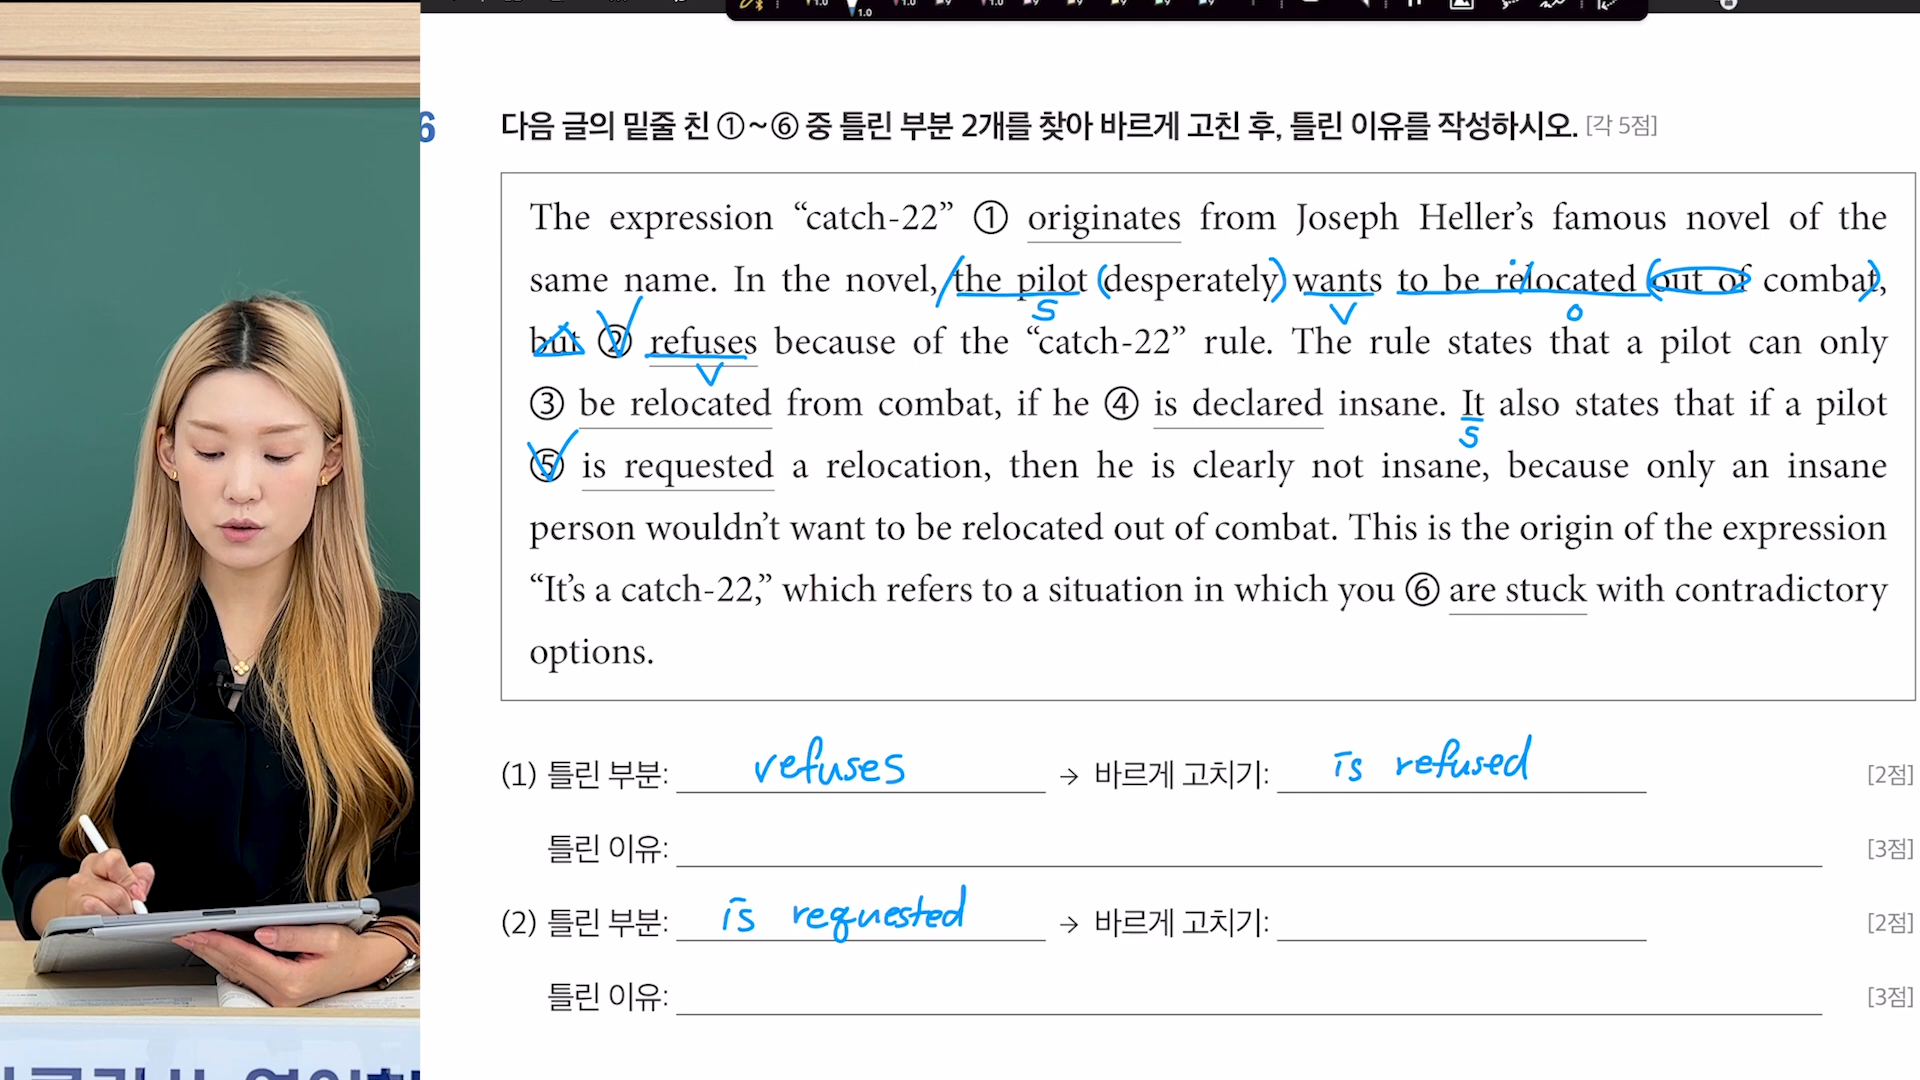 6 다음 글의 밑줄 친 ①~⑥ 중 틀린 부분 2개를 찾아 바르게 고친 후, 틀린 이유를 작성하시오. [각 5점]
The expression “catch-22” ① originates from Joseph Heller’s famous novel of the
same name. In the novel, the pilot (desperately) wants to be relocated (out of combat),
S V O
but ② refuses because of the “catch-22” rule. The rule states that a pilot can only
V
③ be relocated from combat, if he ④ is declared insane. It also states that if a pilot
S
⑤ is requested a relocation, then he is clearly not insane, because only an insane
person wouldn’t want to be relocated out of combat. This is the origin of the expression
“It’s a catch-22,” which refers to a situation in which you ⑥ are stuck with contradictory
options.
(1) 틀린 부분: refuses → 바르게 고치기: is refused [2점]
틀린 이유: [3점]
(2) 틀린 부분: is requested → 바르게 고치기: [2점]
틀린 이유: [3점]